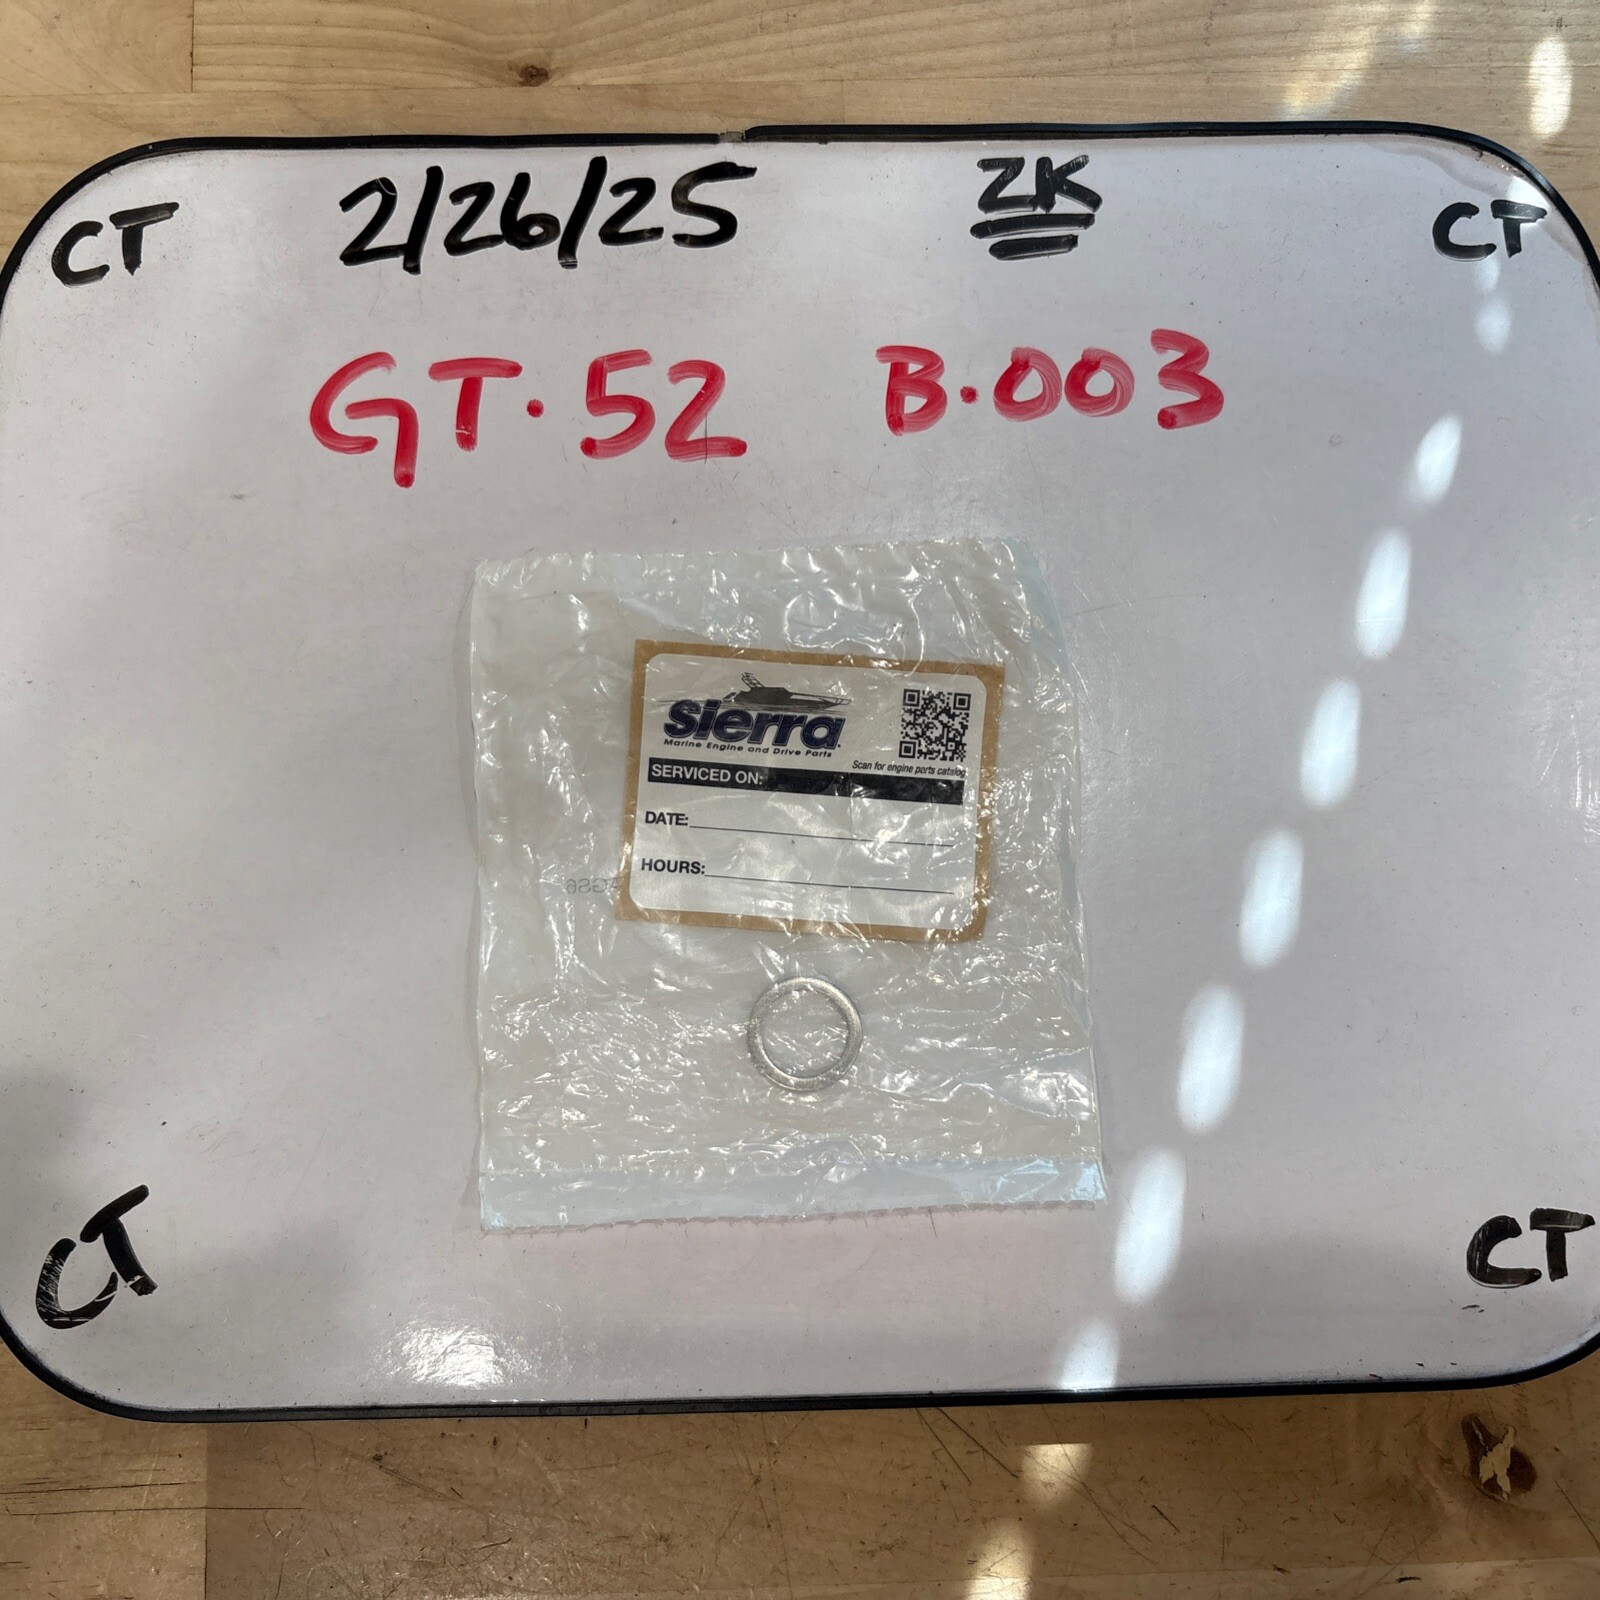 CT 2/26/25 ZK CT
GT·52 B·003
Sierra
Marine Engine and Drive Parts
Scan for engine parts catalog
SERVICED ON:
DATE:
HOURS:
CT CT